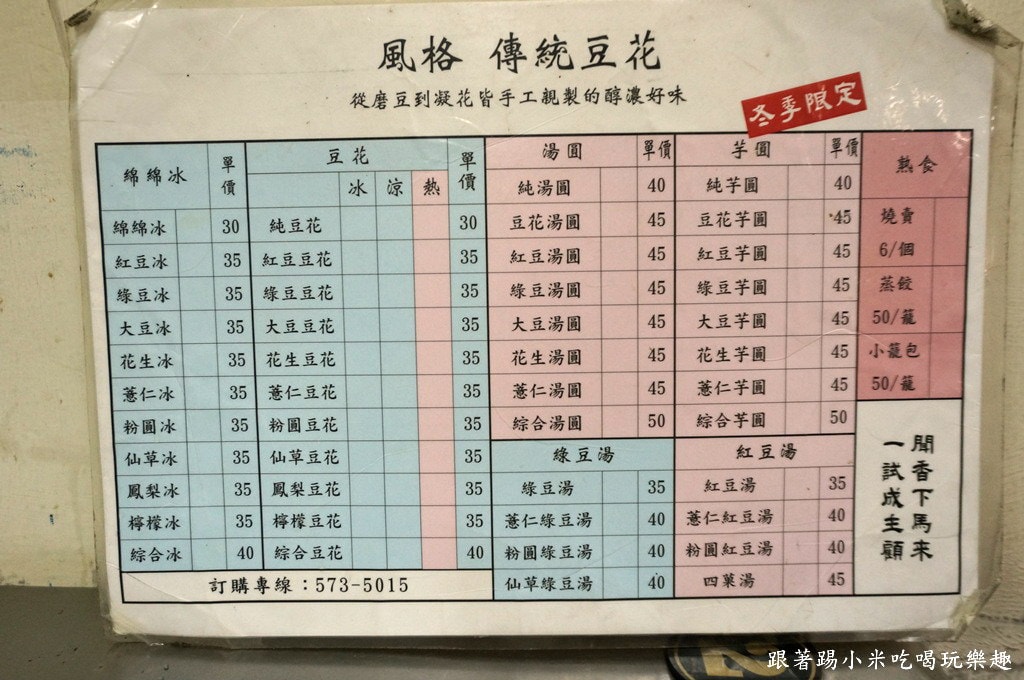 風格 傳統豆花
從磨豆到凝花皆手工親製的醇濃好味
冬季限定
綿綿冰 單價
綿綿冰 30
紅豆冰 35
綠豆冰 35
大豆冰 35
花生冰 35
薏仁冰 35
粉圓冰 35
仙草冰 35
鳳梨冰 35
檸檬冰 35
綜合冰 40
豆花 單價
冰 涼 熱
純豆花 30
紅豆豆花 35
綠豆豆花 35
大豆豆花 35
花生豆花 35
薏仁豆花 35
粉圓豆花 35
仙草豆花 35
鳳梨豆花 35
檸檬豆花 35
綜合豆花 40
訂購專線：573-5015
湯圓 單價
純湯圓 40
豆花湯圓 45
紅豆湯圓 45
綠豆湯圓 45
大豆湯圓 45
花生湯圓 45
薏仁湯圓 45
綜合湯圓 50
綠豆湯
綠豆湯 35
薏仁綠豆湯 40
粉圓綠豆湯 40
仙草綠豆湯 40
芋圓 單價
純芋圓 40
豆花芋圓 45
紅豆芋圓 45
綠豆芋圓 45
大豆芋圓 45
花生芋圓 45
薏仁芋圓 45
綜合芋圓 50
紅豆湯
紅豆湯 35
薏仁紅豆湯 40
粉圓紅豆湯 40
四菓湯 45
熱食
燒賣
6/個
蒸餃
50/籠
小籠包
50/籠
聞香下馬來
一試成主顧
跟著踢小米吃喝玩樂趣